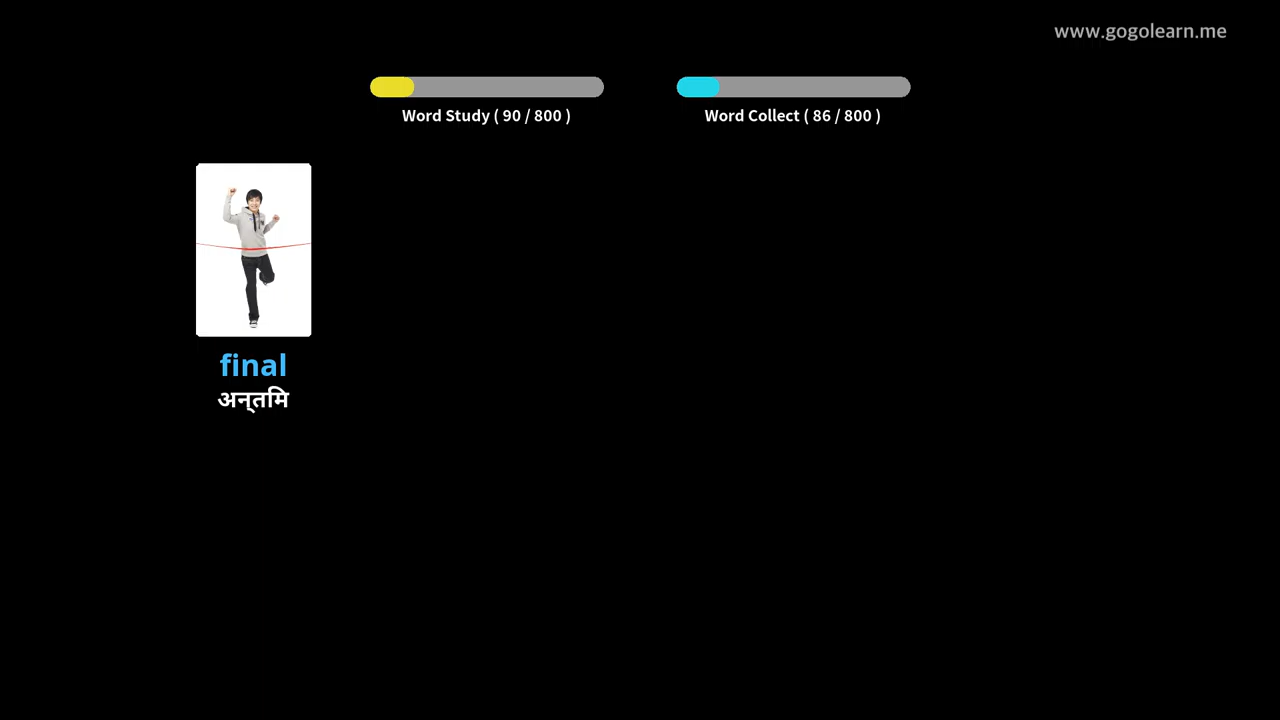 www.gogolearn.me
Word Study ( 90 / 800 )
Word Collect ( 86 / 800 )
final
अन्तमि